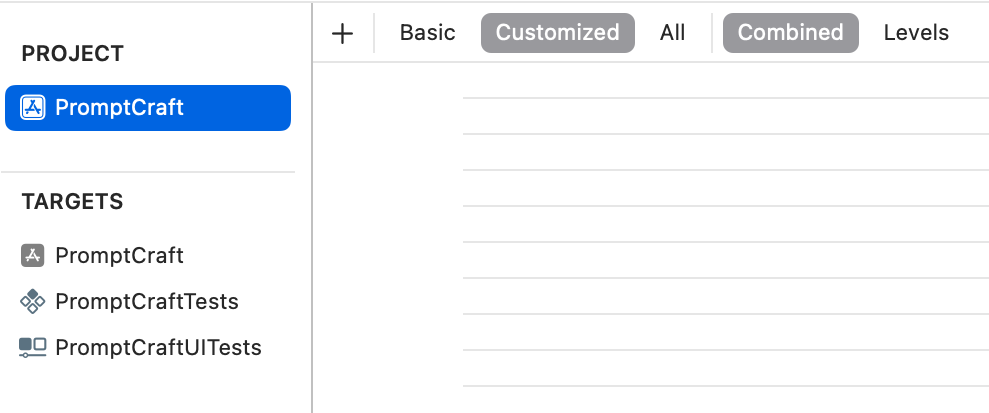 PROJECT
PromptCraft
TARGETS
PromptCraft
PromptCraftTests
PromptCraftUITests
+ Basic Customized All Combined Levels